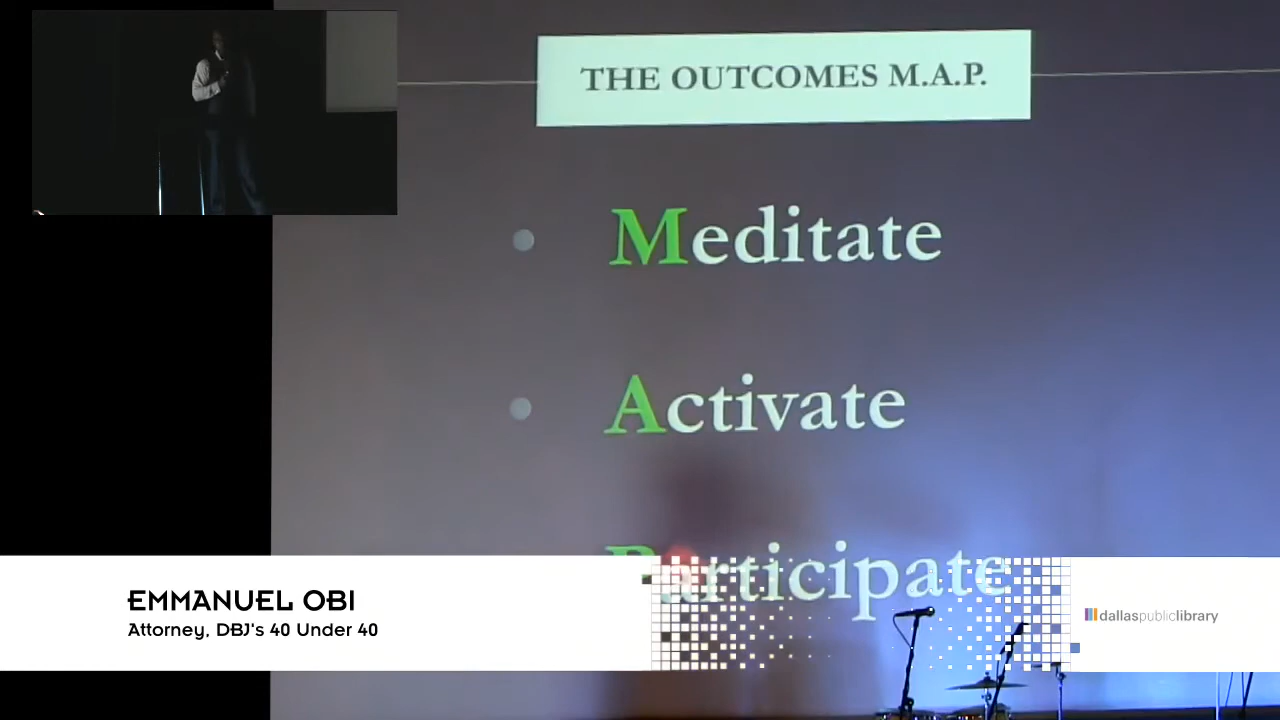 THE OUTCOMES M.A.P.
Meditate
Activate
Participate
EMMANUEL OBI
Attorney, DBJ's 40 Under 40
dallaspubliclibrary